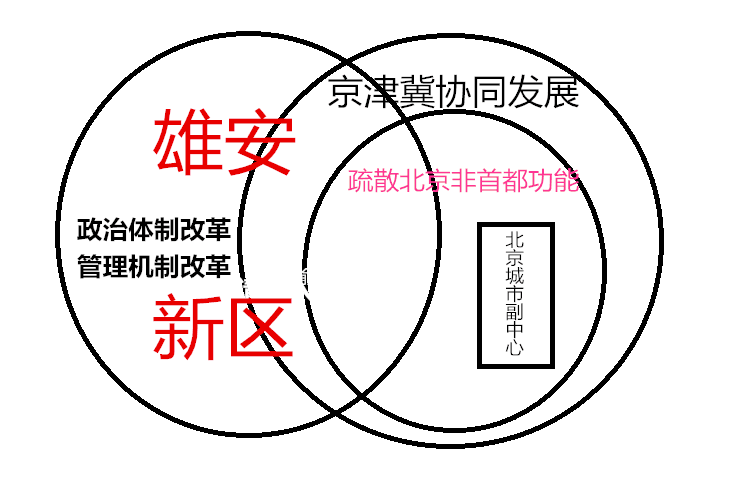 京津冀协同发展
雄安
疏散北京非首都功能
政治体制改革
管理机制改革
新区
北京城市副中心